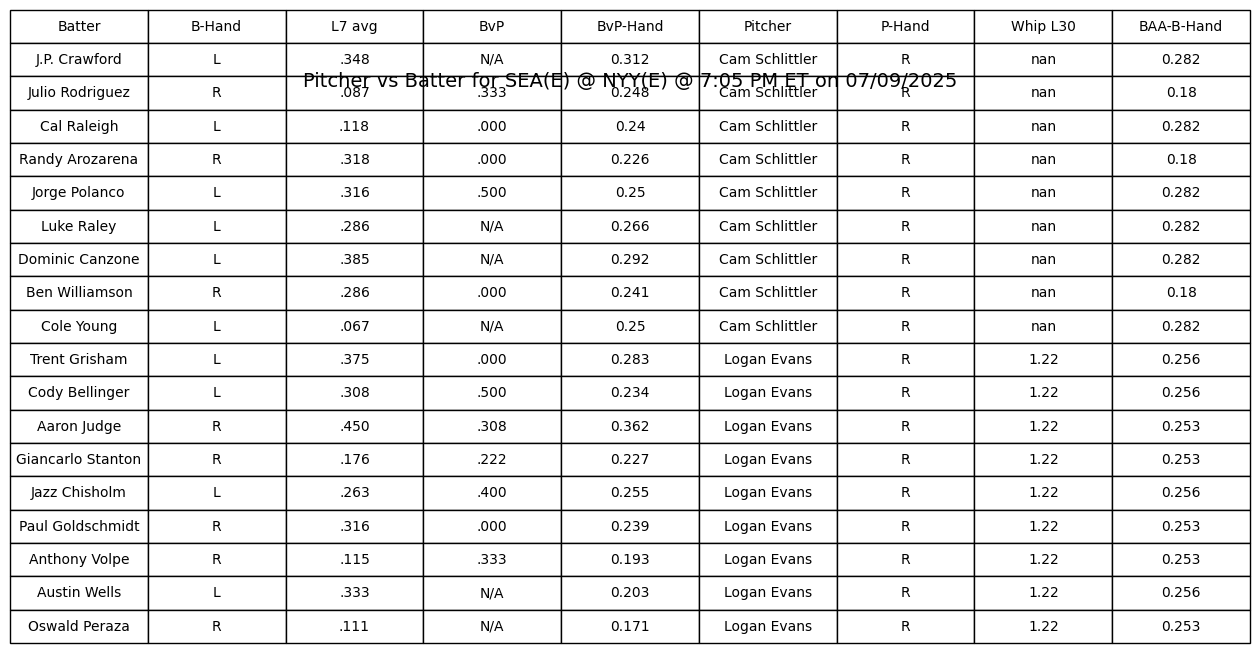 Batter B-Hand L7 avg BvP BvP-Hand Pitcher P-Hand Whip L30 BAA-B-Hand
J.P. Crawford L .348 N/A 0.312 Cam Schlittler R nan 0.282
Pitcher vs Batter for SEA(E) @ NYY(E) @ 7:05 PM ET on 07/09/2025
Julio Rodriguez R .087 .333 0.248 Cam Schlittler R nan 0.18
Cal Raleigh L .118 .000 0.24 Cam Schlittler R nan 0.282
Randy Arozarena R .318 .000 0.226 Cam Schlittler R nan 0.18
Jorge Polanco L .316 .500 0.25 Cam Schlittler R nan 0.282
Luke Raley L .286 N/A 0.266 Cam Schlittler R nan 0.282
Dominic Canzone L .385 N/A 0.292 Cam Schlittler R nan 0.282
Ben Williamson R .286 .000 0.241 Cam Schlittler R nan 0.18
Cole Young L .067 N/A 0.25 Cam Schlittler R nan 0.282
Trent Grisham L .375 .000 0.283 Logan Evans R 1.22 0.256
Cody Bellinger L .308 .500 0.234 Logan Evans R 1.22 0.256
Aaron Judge R .450 .308 0.362 Logan Evans R 1.22 0.253
Giancarlo Stanton R .176 .222 0.227 Logan Evans R 1.22 0.253
Jazz Chisholm L .263 .400 0.255 Logan Evans R 1.22 0.256
Paul Goldschmidt R .316 .000 0.239 Logan Evans R 1.22 0.253
Anthony Volpe R .115 .333 0.193 Logan Evans R 1.22 0.253
Austin Wells L .333 N/A 0.203 Logan Evans R 1.22 0.256
Oswald Peraza R .111 N/A 0.171 Logan Evans R 1.22 0.253